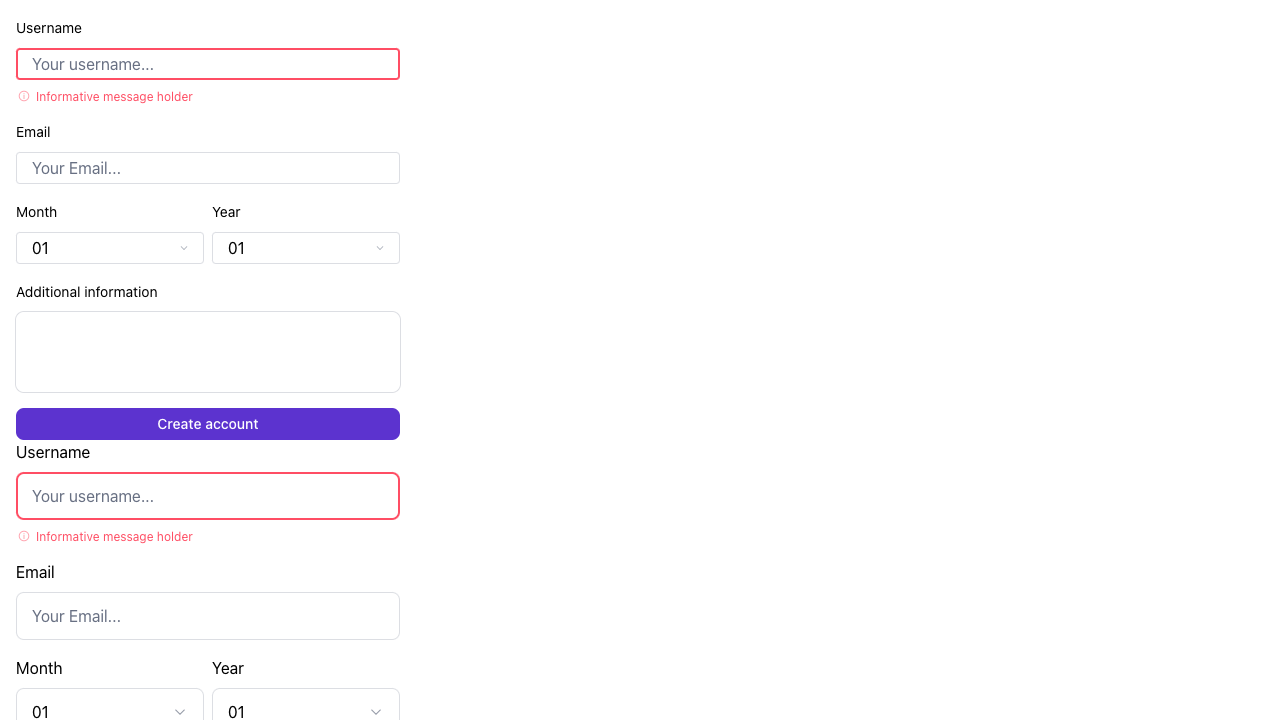 Username
Your username...
Informative message holder
Email
Your Email...
Month Year
01 01
Additional information
Create account
Username
Your username...
Informative message holder
Email
Your Email...
Month Year
01 01